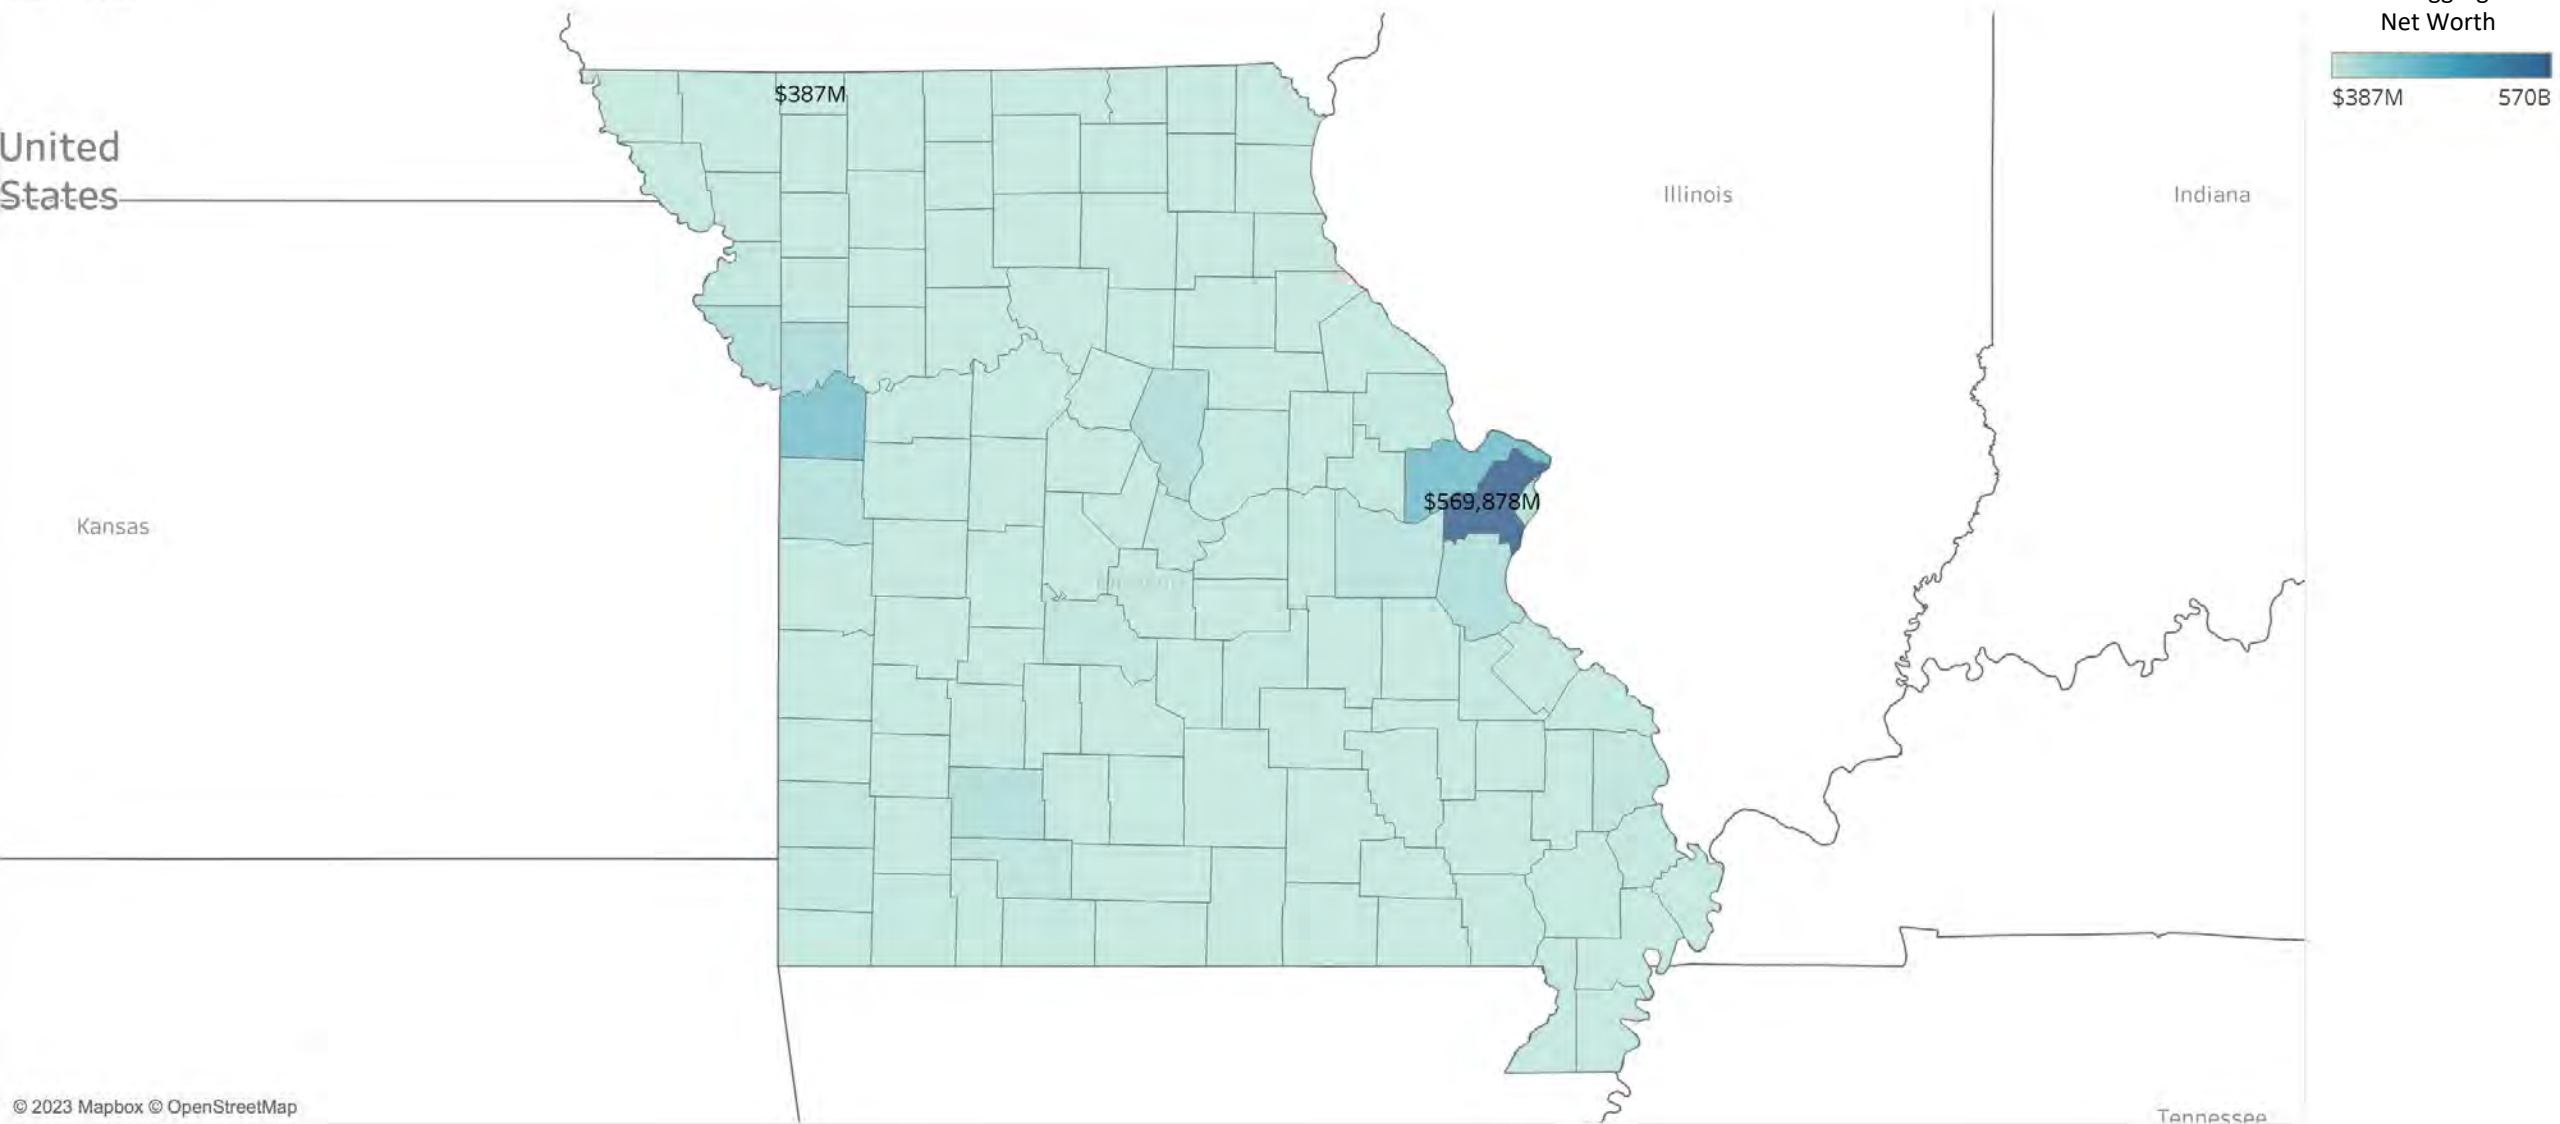 Net Worth
$387M 570B
$387M
United
States
Illinois
Indiana
$569,878M
Kansas
© 2023 Mapbox © OpenStreetMap
Tennessee